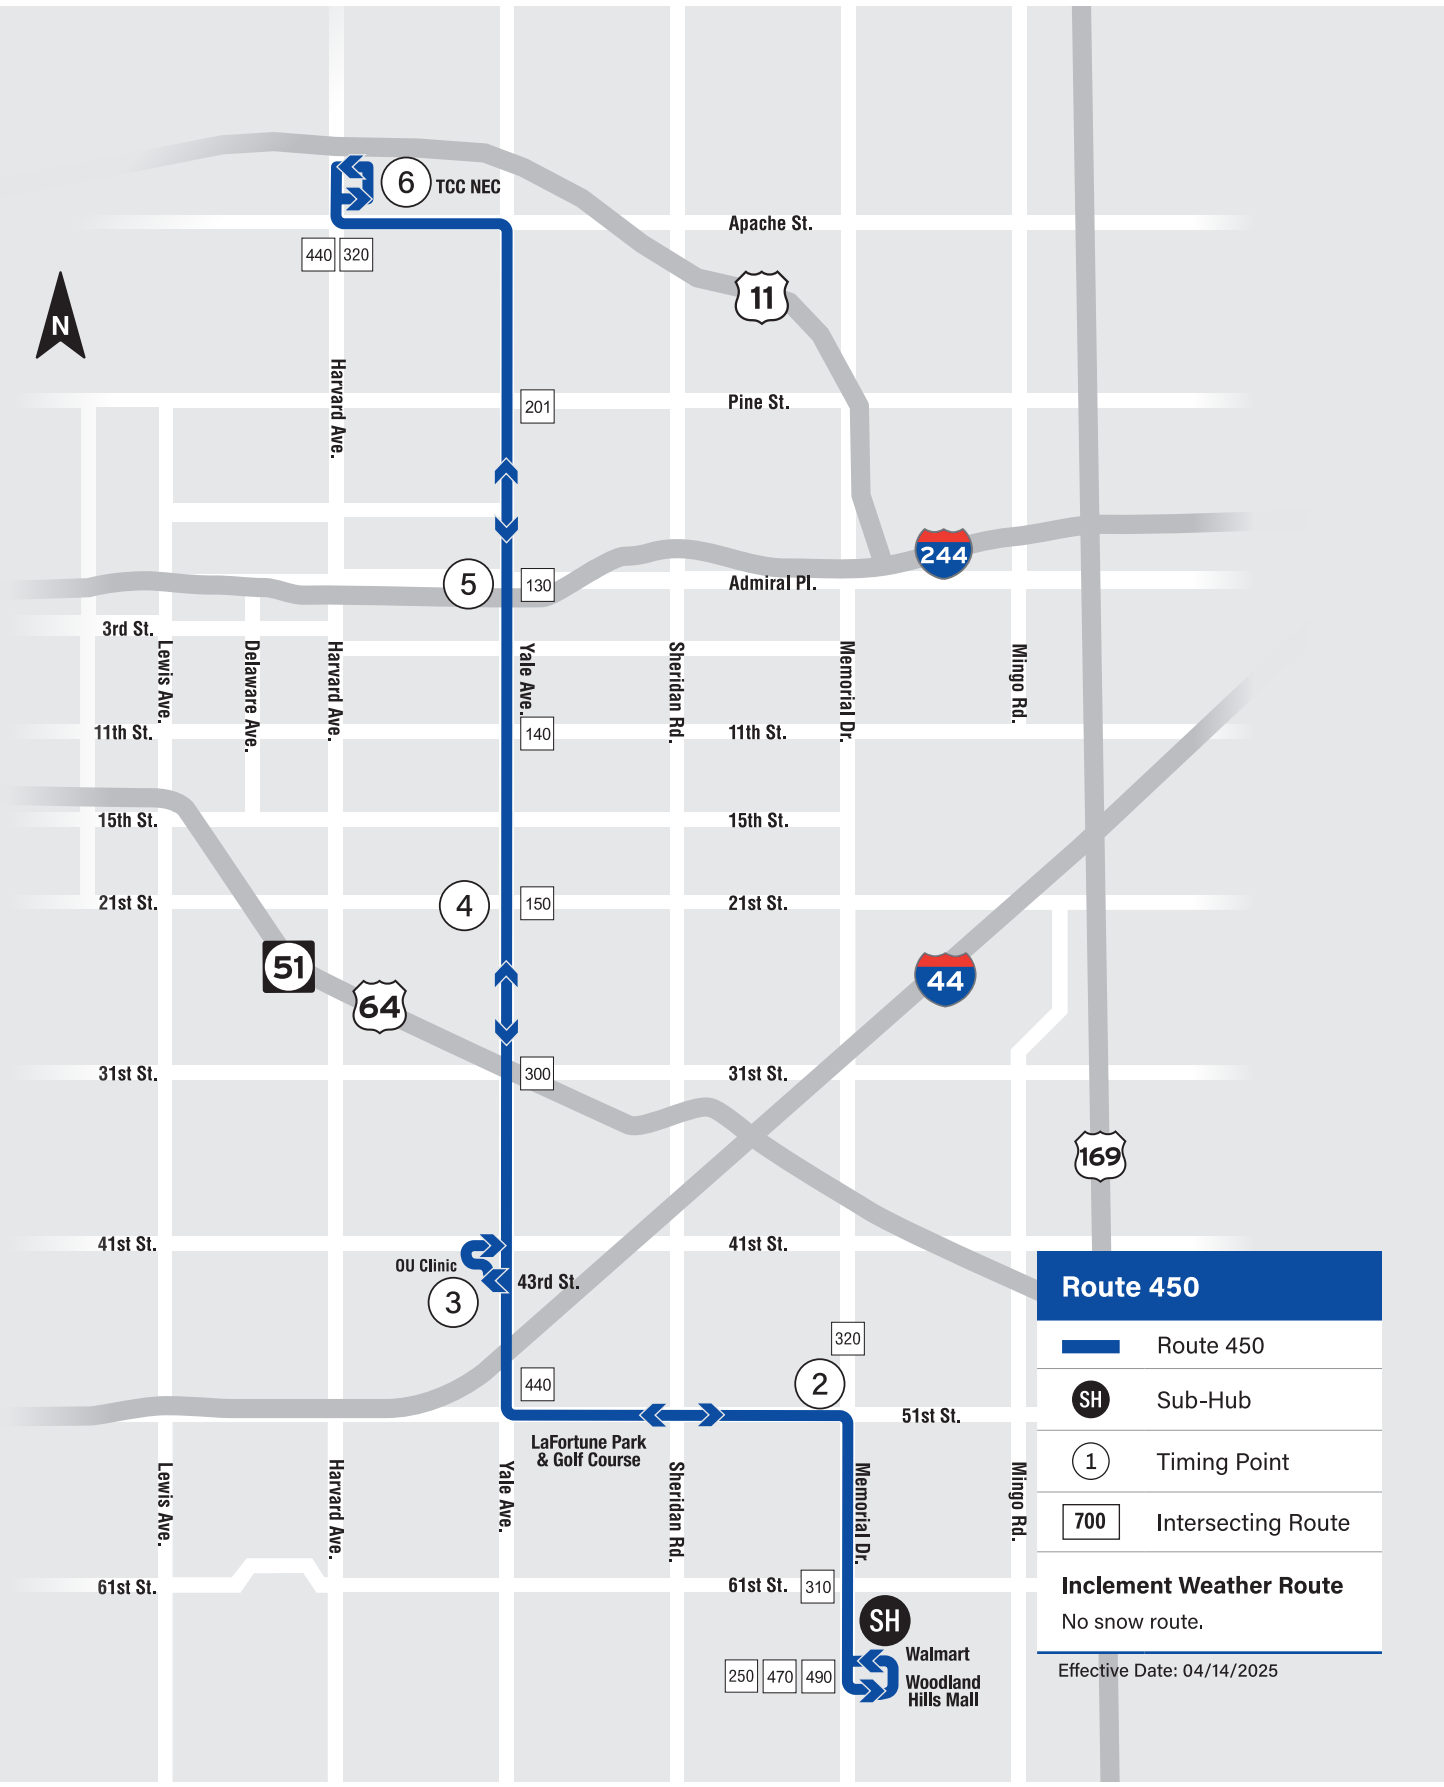 6
TCC NEC
Apache St.
440
320
11
N
Harvard Ave.
Pine St.
201
244
5
130
Admiral Pl.
3rd St.
Lewis Ave.
Delaware Ave.
Harvard Ave.
Yale Ave.
Sheridan Rd.
Memorial Dr.
Mingo Rd.
11th St.
140
11th St.
15th St.
15th St.
21st St.
4
150
21st St.
51
64
44
31st St.
300
31st St.
169
41st St.
41st St.
OU Clinic
43rd St.
3
320
2
440
51st St.
LaFortune Park
& Golf Course
Lewis Ave.
Harvard Ave.
Yale Ave.
Sheridan Rd.
Memorial Dr.
Mingo Rd.
61st St.
61st St.
310
SH
Walmart
250
470
490
Woodland
Hills Mall
Route 450
Route 450
SH
Sub-Hub
1
Timing Point
700
Intersecting Route
Inclement Weather Route
No snow route.
Effective Date: 04/14/2025